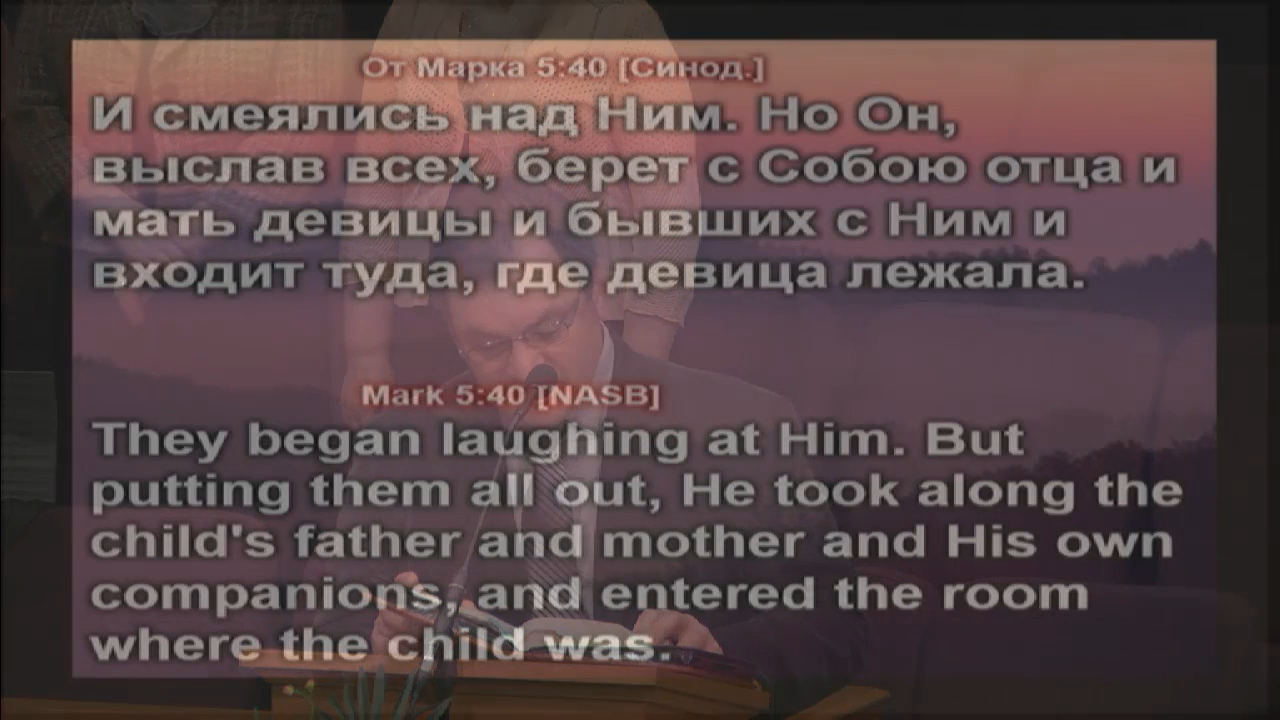 От Марка 5:40 [Синод.]
И смеялись над Ним. Но Он,
выслав всех, берет с Собою отца и
мать девицы и бывших с Ним и
входит туда, где девица лежала.
Mark 5:40 [NASB]
They began laughing at Him. But
putting them all out, He took along the
child's father and mother and His own
companions, and entered the room
where the child was.